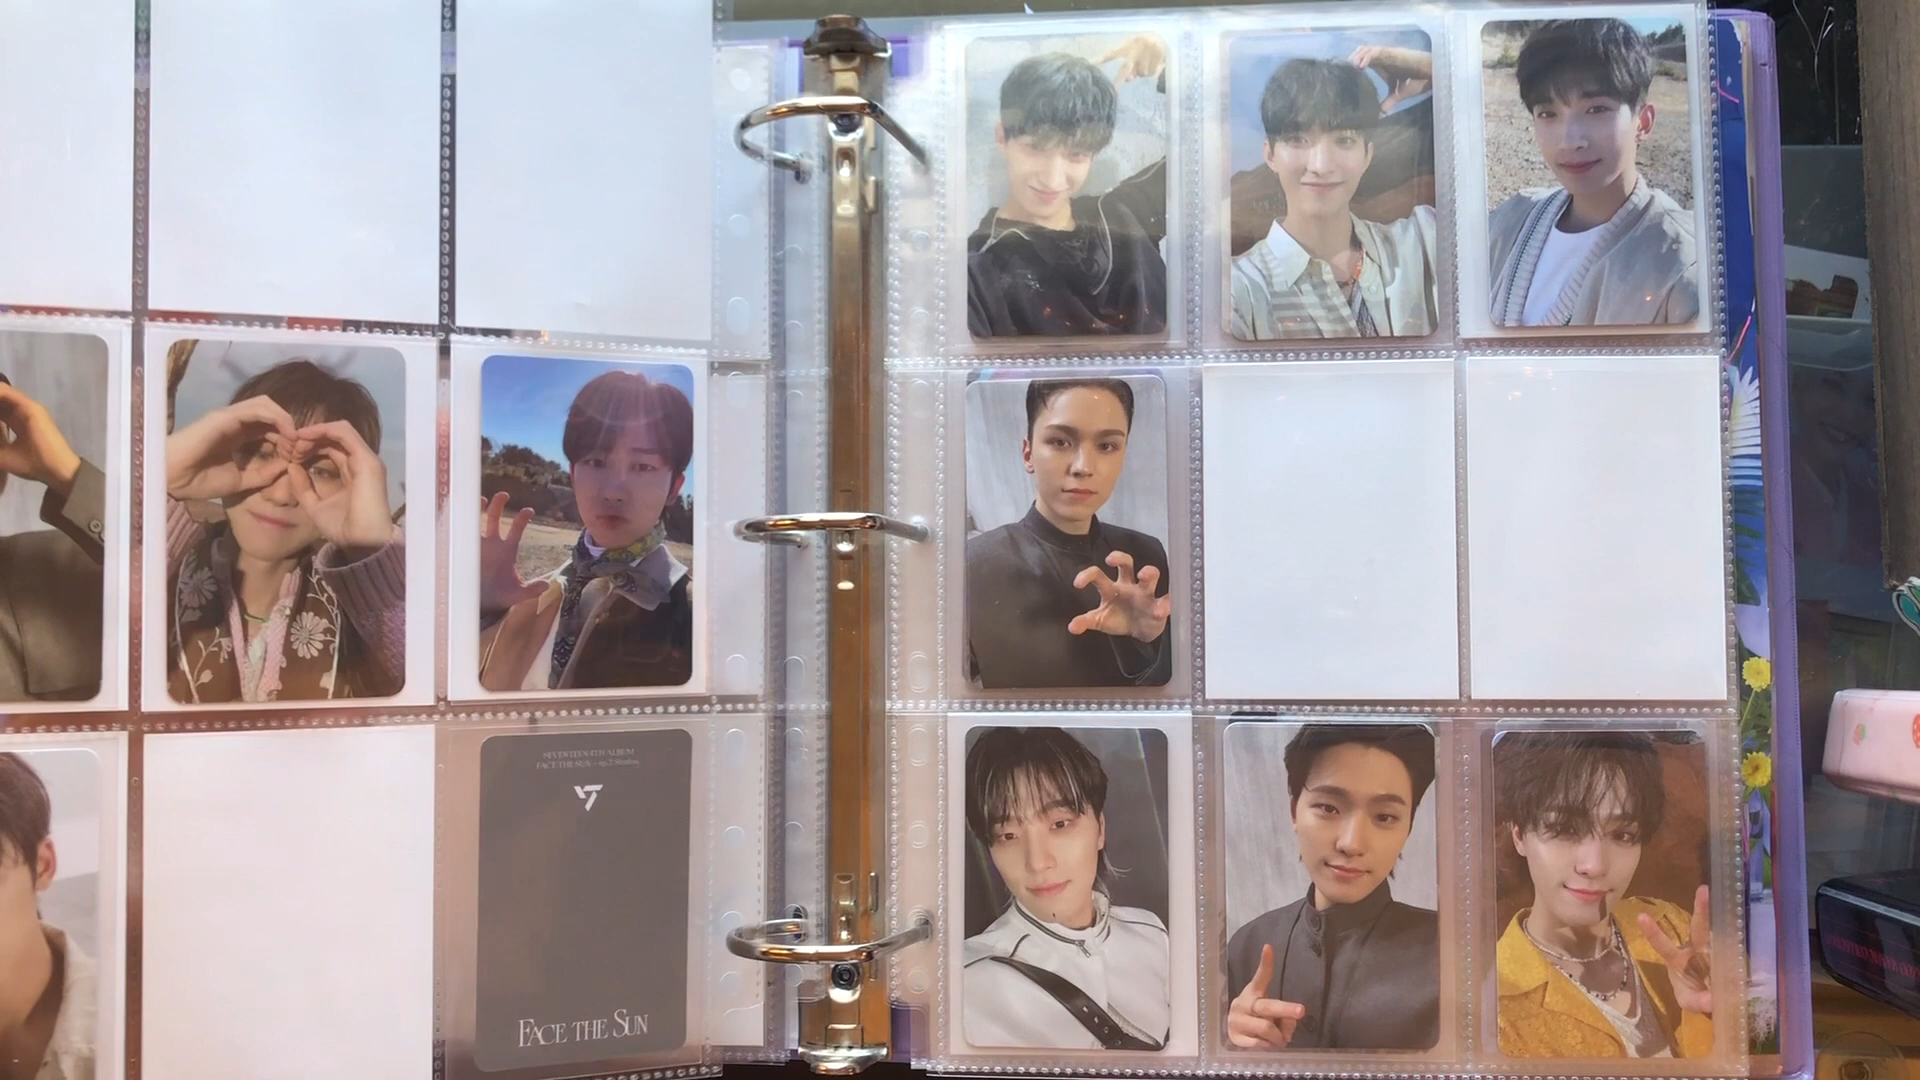 SEVENTEEN 4TH ALBUM
FACE THE SUN - ep.2 Shadow
FACE THE SUN